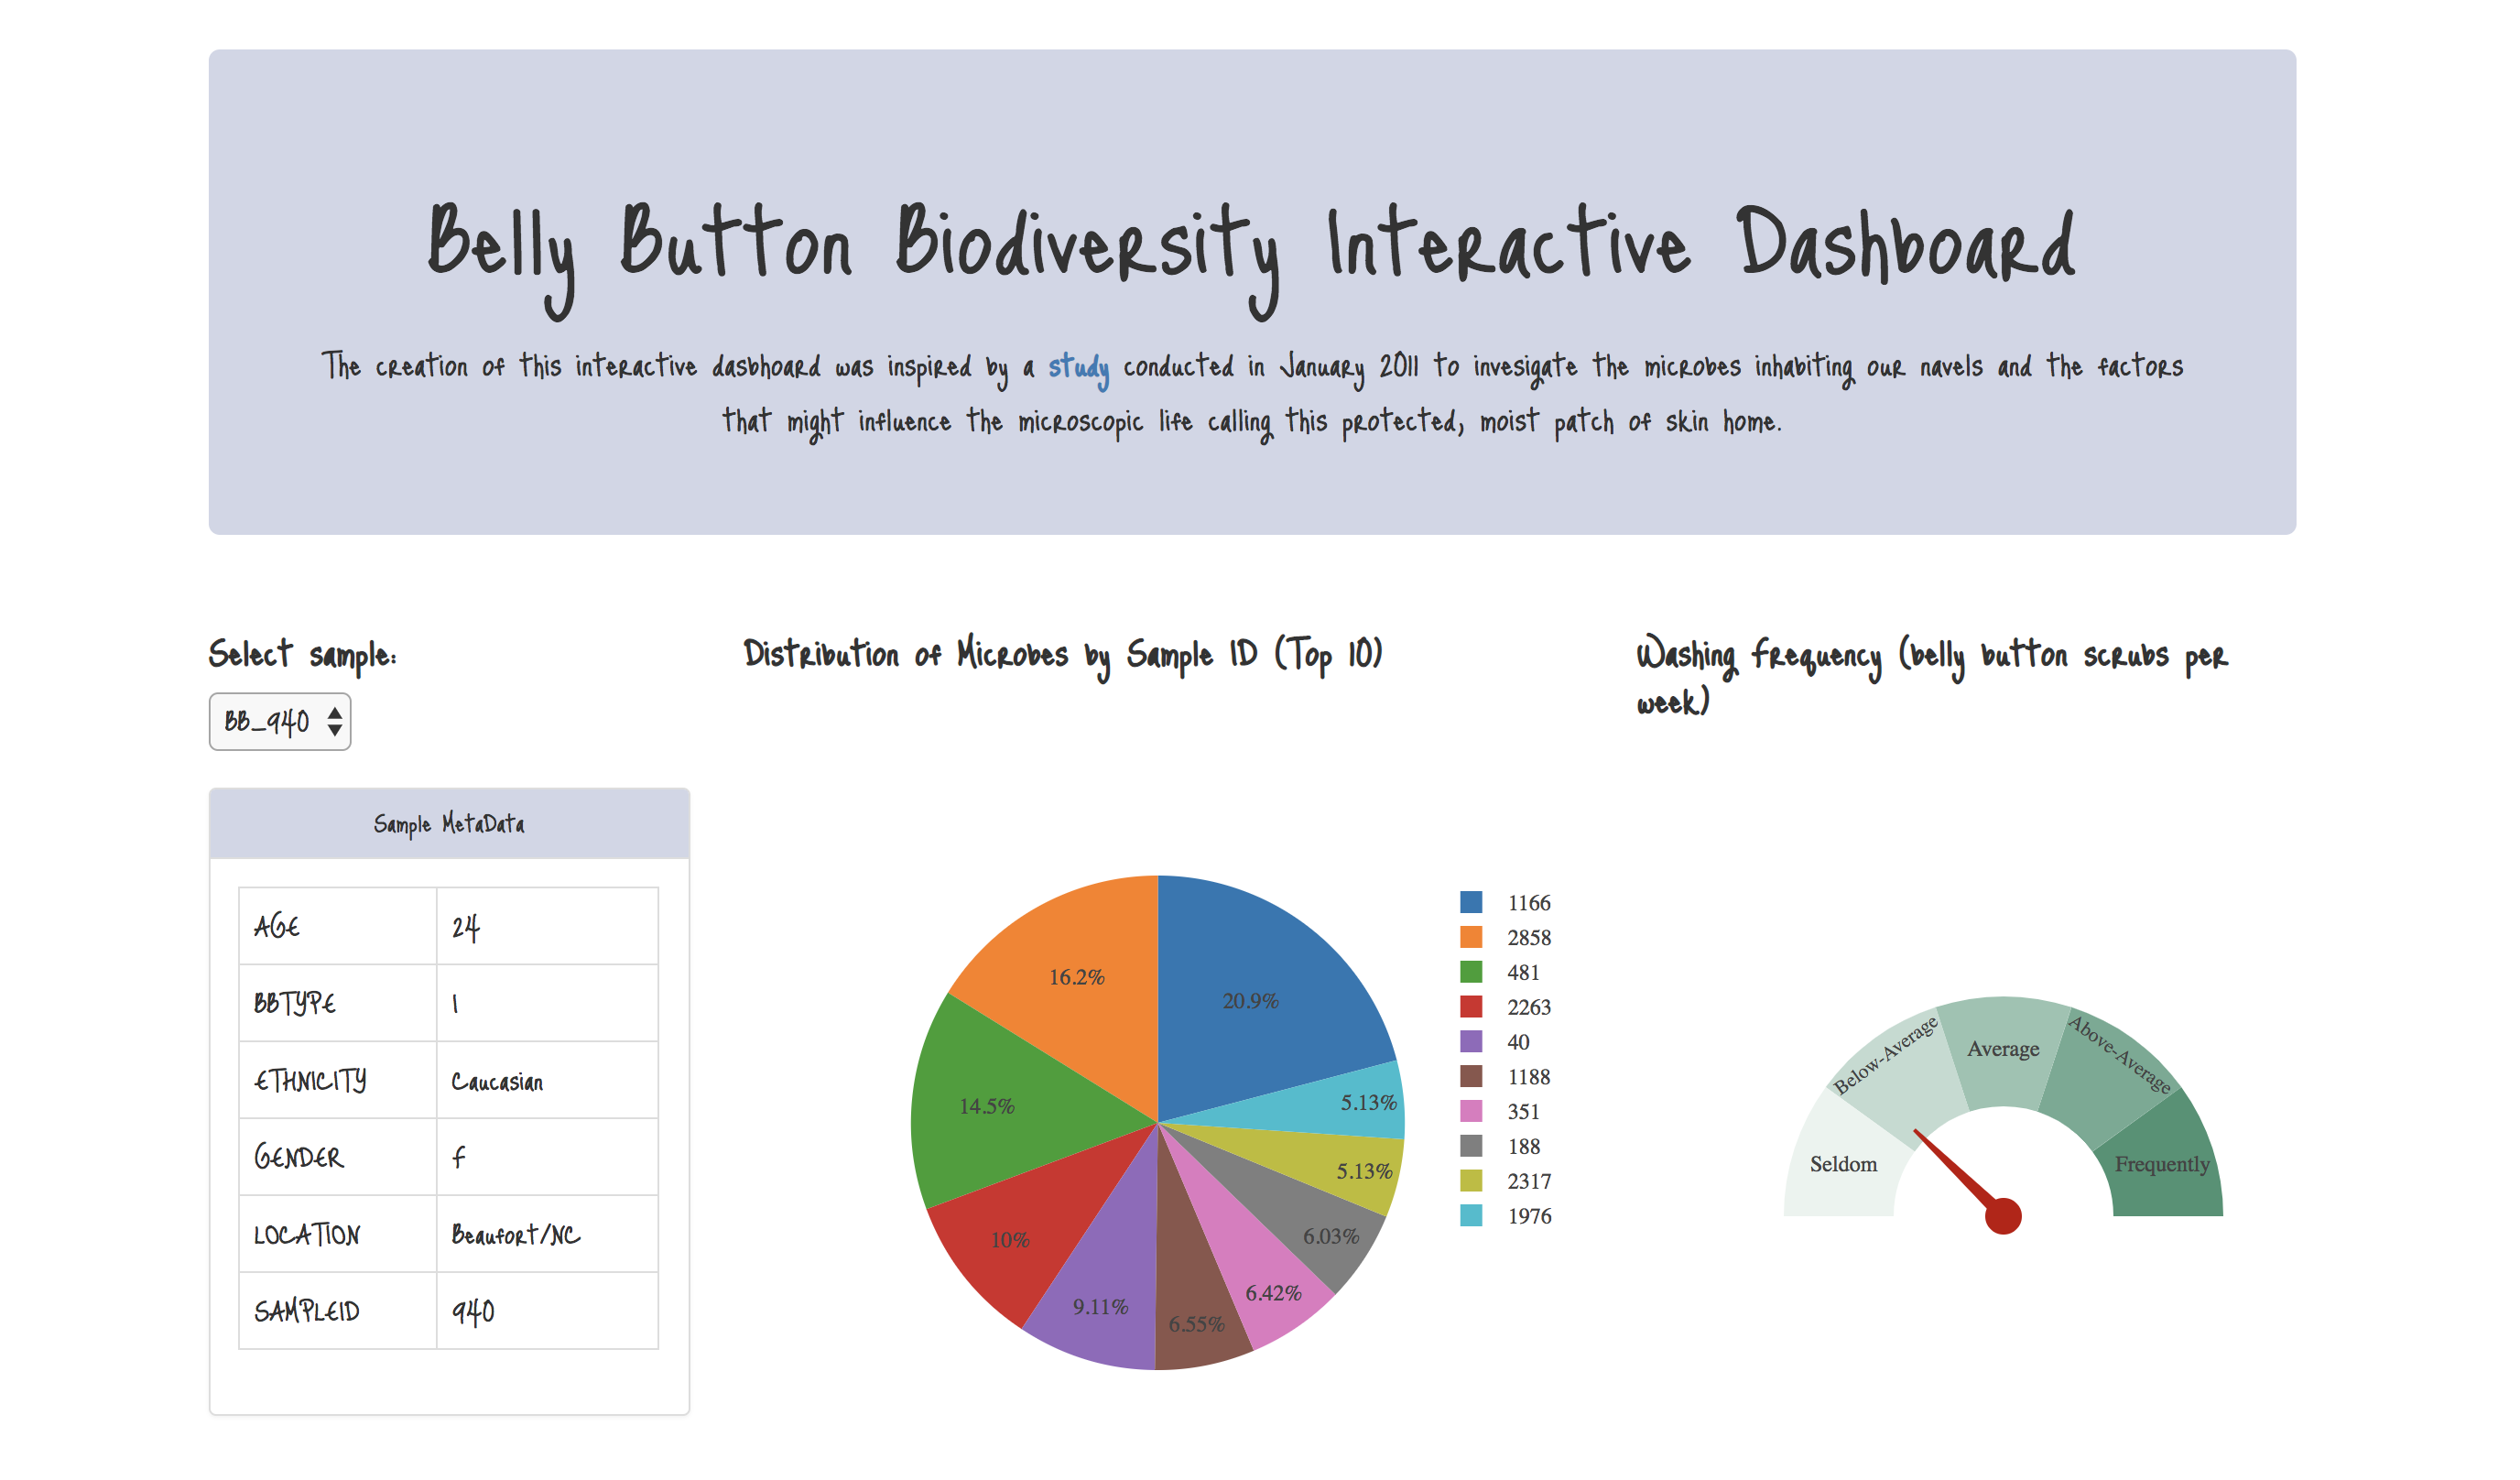 Belly Button Biodiversity Interactive Dashboard
The creation of this interactive dasbhoard was inspired by a study conducted in January 2011 to invesigate the microbes inhabiting our navels and the factors
that might influence the microscopic life calling this protected, moist patch of skin home.
Select sample:
BB_940
Sample MetaData
AGE 24
BBTYPE I
ETHNICITY Caucasian
GENDER F
LOCATION Beaufort/NC
SAMPLEID 940
Distribution of Microbes by Sample ID (Top 10)
20.9%
16.2%
14.5%
10%
9.11%
6.55%
6.42%
6.03%
5.13%
5.13%
1166
2858
481
2263
40
1188
351
188
2317
1976
Washing Frequency (belly button scrubs per
week)
Seldom
Below-Average
Average
Above-Average
Frequently